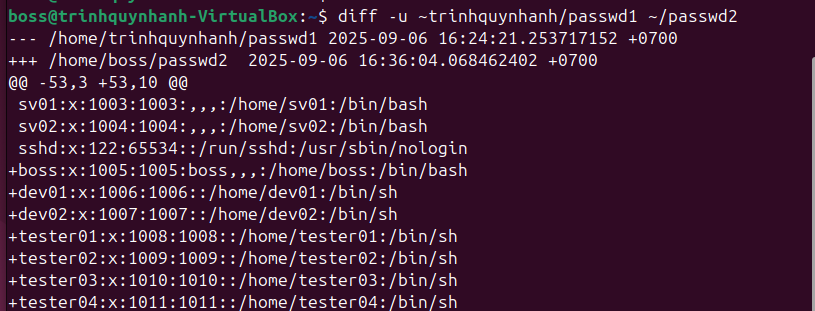 boss@trinhquynhanh-VirtualBox:~$ diff -u ~trinhquynhanh/passwd1 ~/passwd2
--- /home/trinhquynhanh/passwd1 2025-09-06 16:24:21.253717152 +0700
+++ /home/boss/passwd2  2025-09-06 16:36:04.068462402 +0700
@@ -53,3 +53,10 @@
 sv01:x:1003:1003:,,,:/home/sv01:/bin/bash
 sv02:x:1004:1004:,,,:/home/sv02:/bin/bash
 sshd:x:122:65534::/run/sshd:/usr/sbin/nologin
+boss:x:1005:1005:boss,,,:/home/boss:/bin/bash
+dev01:x:1006:1006::/home/dev01:/bin/sh
+dev02:x:1007:1007::/home/dev02:/bin/sh
+tester01:x:1008:1008::/home/tester01:/bin/sh
+tester02:x:1009:1009::/home/tester02:/bin/sh
+tester03:x:1010:1010::/home/tester03:/bin/sh
+tester04:x:1011:1011::/home/tester04:/bin/sh